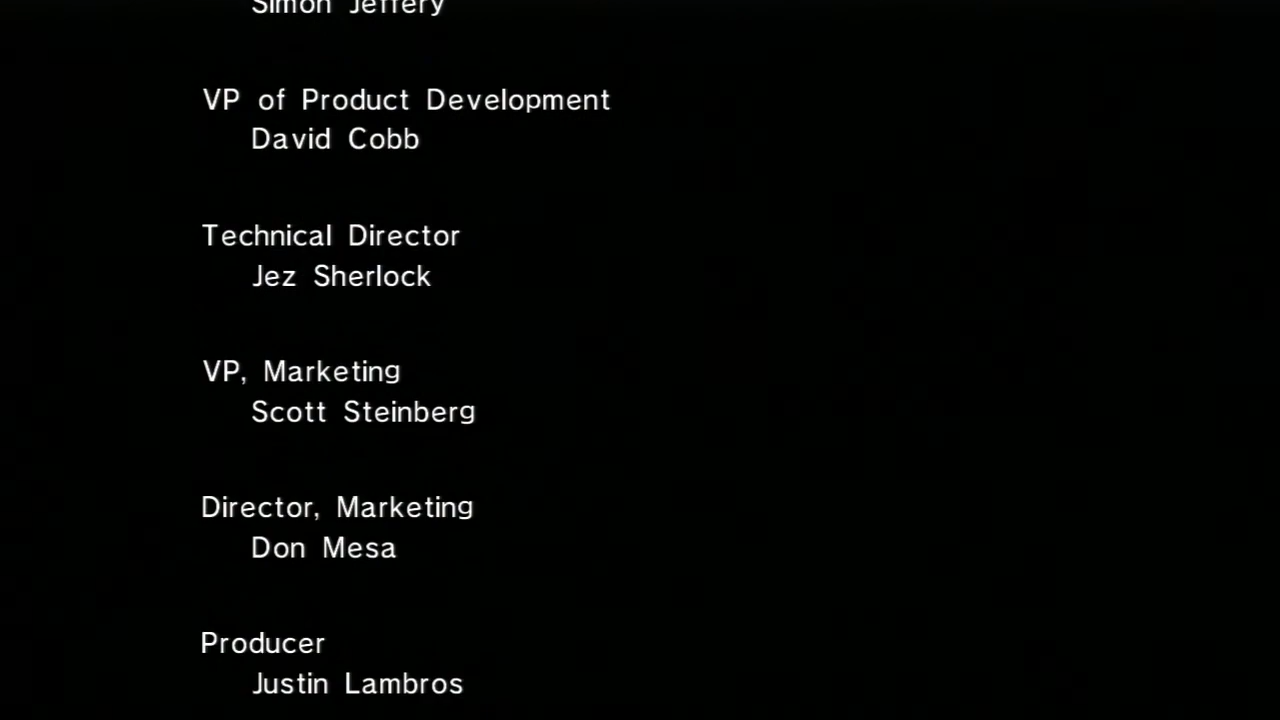 Simon Jeffery
VP of Product Development
David Cobb
Technical Director
Jez Sherlock
VP, Marketing
Scott Steinberg
Director, Marketing
Don Mesa
Producer
Justin Lambros